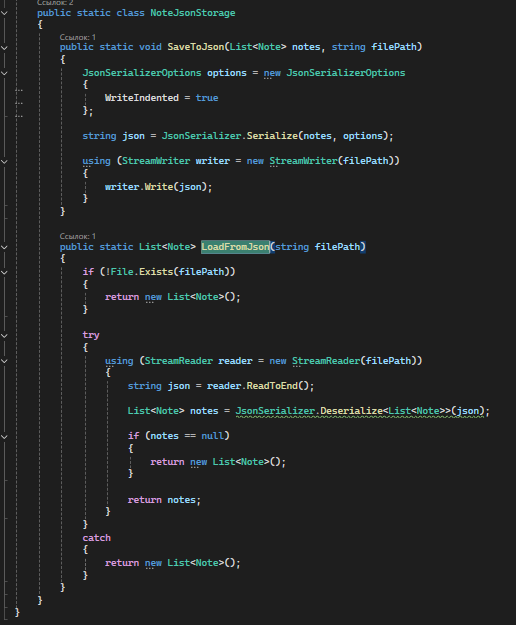 Ссылок: 2
public static class NoteJsonStorage
{
Ссылок: 1
public static void SaveToJson(List<Note> notes, string filePath)
{
JsonSerializerOptions options = new JsonSerializerOptions
{
WriteIndented = true
};
string json = JsonSerializer.Serialize(notes, options);
using (StreamWriter writer = new StreamWriter(filePath))
{
writer.Write(json);
}
}
Ссылок: 1
public static List<Note> LoadFromJson(string filePath)
{
if (!File.Exists(filePath))
{
return new List<Note>();
}
try
{
using (StreamReader reader = new StreamReader(filePath))
{
string json = reader.ReadToEnd();
List<Note> notes = JsonSerializer.Deserialize<List<Note>>(json);
if (notes == null)
{
return new List<Note>();
}
return notes;
}
}
catch
{
return new List<Note>();
}
}
}
}